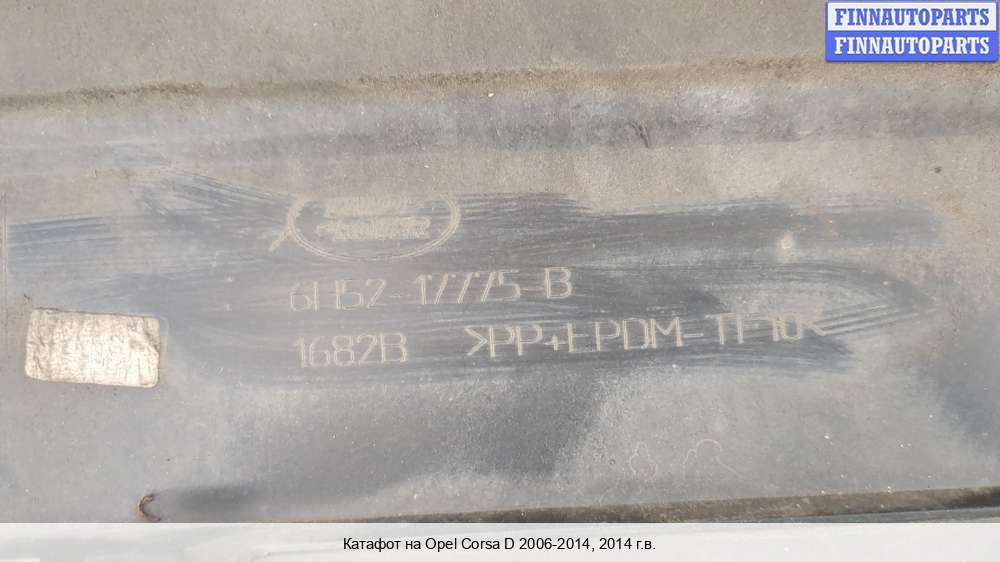 FINNAUTOPARTS
FINNAUTOPARTS
6H52-17775-B
1682B >PP+EPDM-TF10<
Катафот на Opel Corsa D 2006-2014, 2014 г.в.